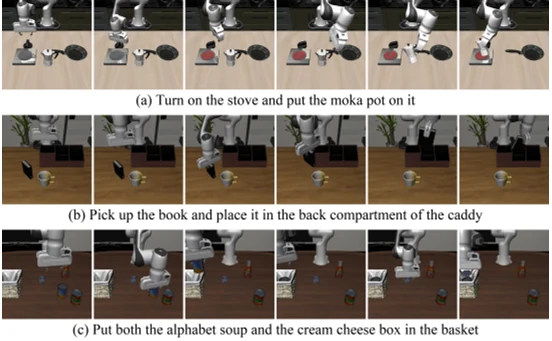 (a) Turn on the stove and put the moka pot on it
(b) Pick up the book and place it in the back compartment of the caddy
(c) Put both the alphabet soup and the cream cheese box in the basket